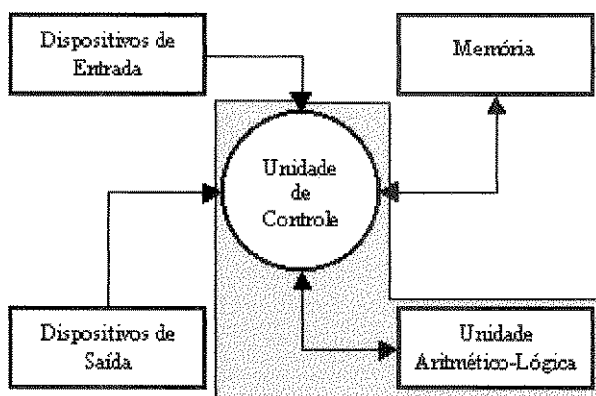 Dispositivos de
Entrada
Memória
Unidade
de
Controle
Dispositivos de
Saída
Unidade
Aritmético-Lógica